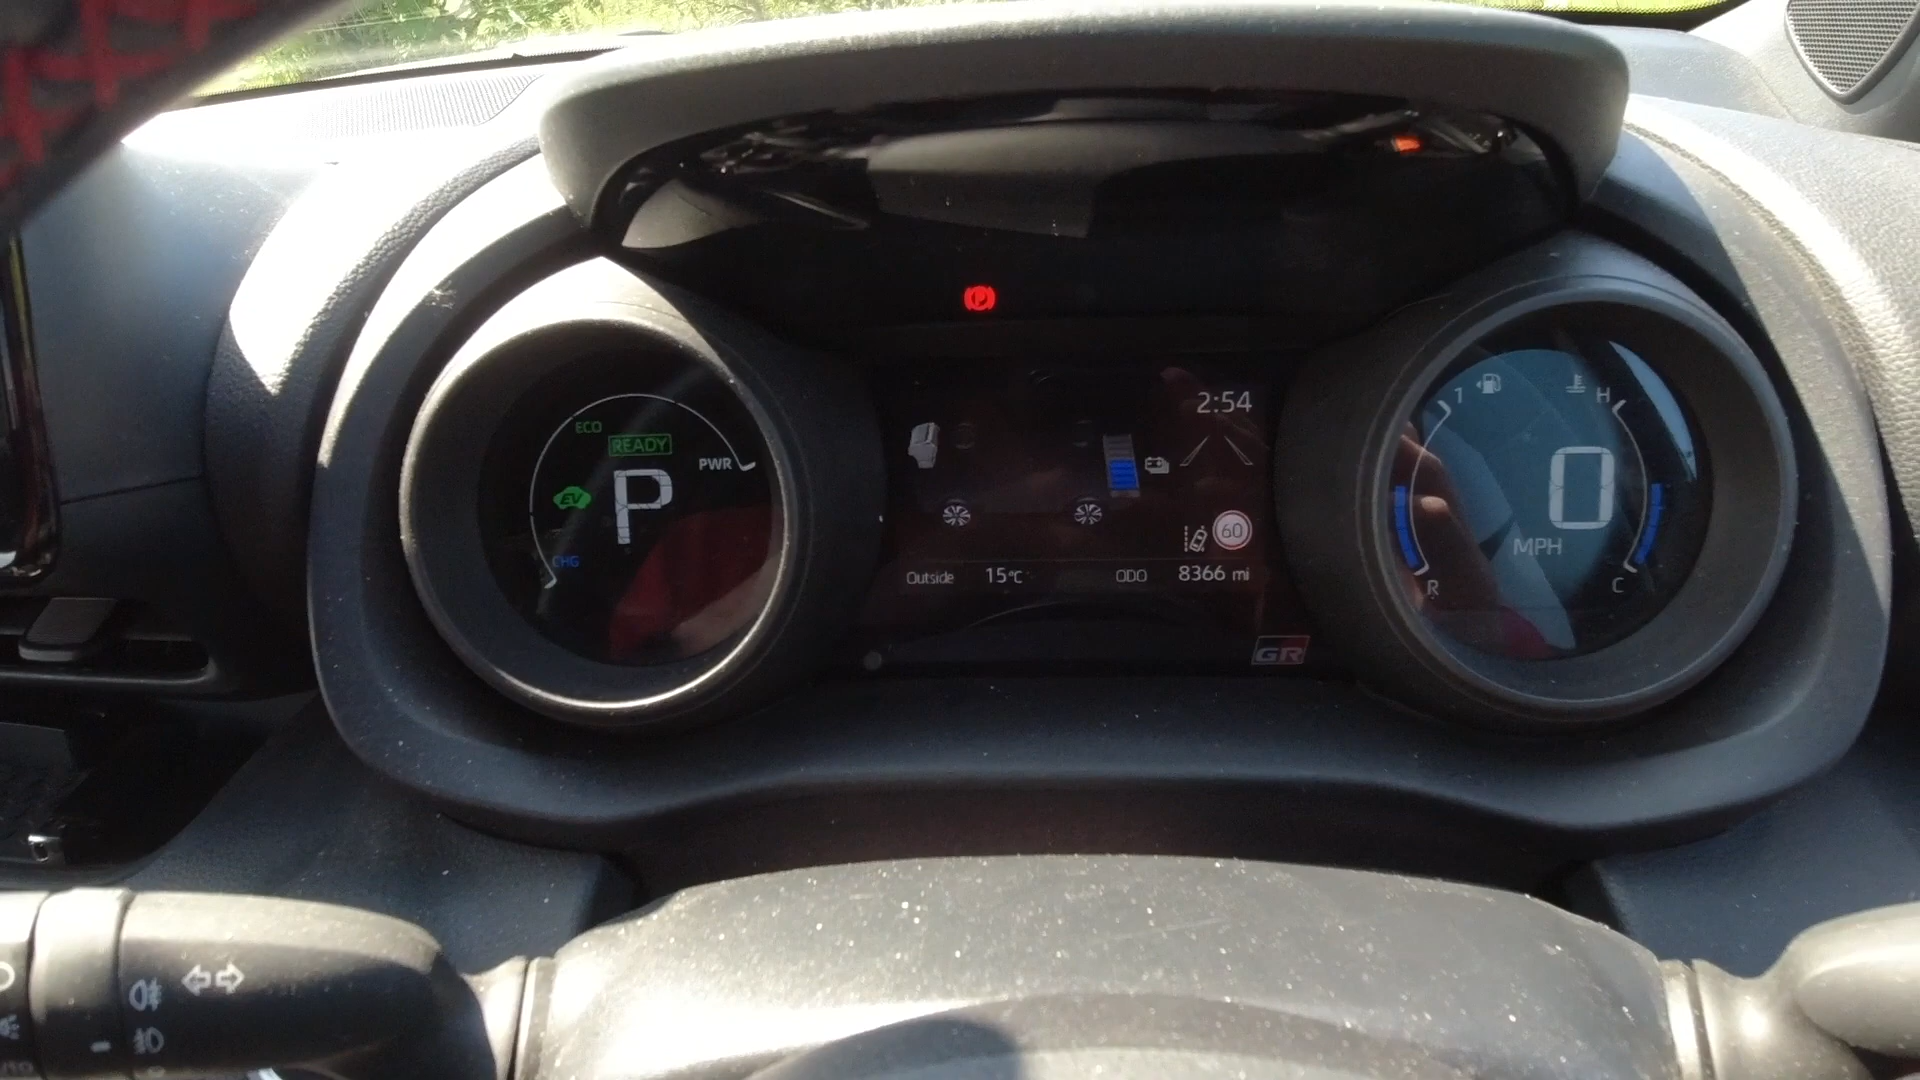 ECO
READY
PWR
EV
P
CHG
2:54
60
Outside 15°C ODO 8366 mi
GR
1
H
0
MPH
R
C